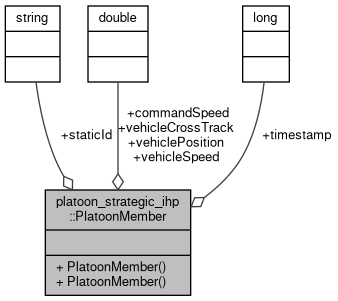 string
double
long
+staticId
+commandSpeed
+vehicleCrossTrack
+vehiclePosition
+vehicleSpeed
+timestamp
platoon_strategic_ihp
::PlatoonMember
+ PlatoonMember()
+ PlatoonMember()